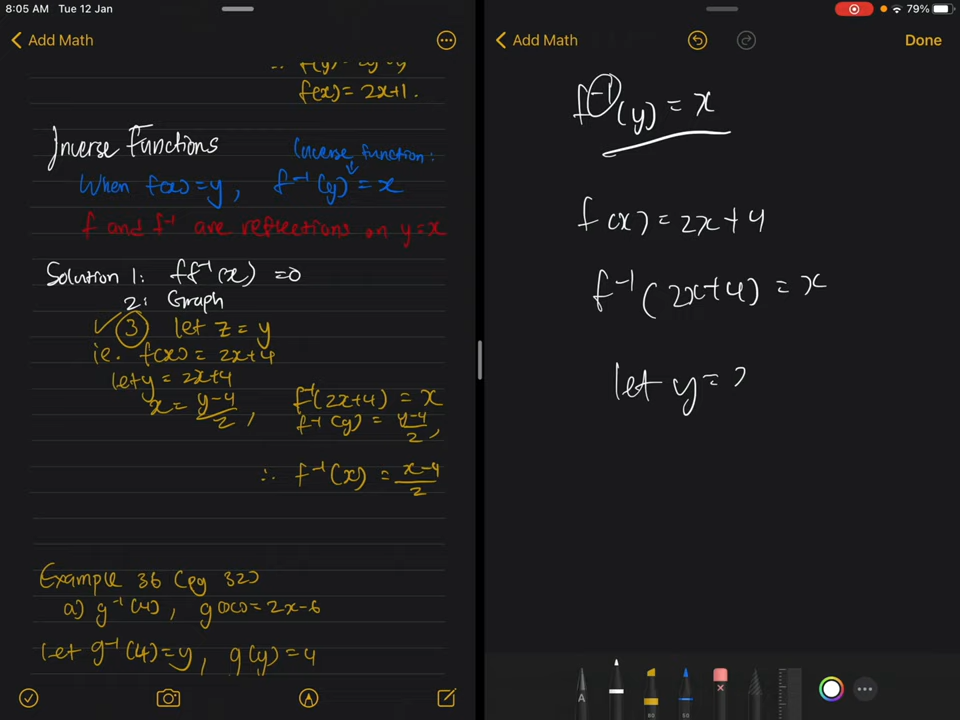 8:05 AM Tue 12 Jan
79%
Add Math
f(x) = 2x+1.
Inverse Functions
Inverse function:
When f(x) = y, f⁻¹(y) = x
f and f⁻¹ are reflections on y=x
Solution 1: ff⁻¹(x) = 0
2: Graph
✓ 3 let z = y
ie. f(x) = 2x+4
let y = 2x+4
x = y-4/2, f⁻¹(2x+4) = x
f⁻¹(y) = y-4/2,
∴ f⁻¹(x) = x-4/2
Example 36 (pg 32)
a) g⁻¹(4), g(x) = 2x-6
let g⁻¹(4) = y, g(y) = 4
Add Math
Done
f⁻¹(y) = x
f(x) = 2x+4
f⁻¹(2x+4) = x
let y =
A
80
50